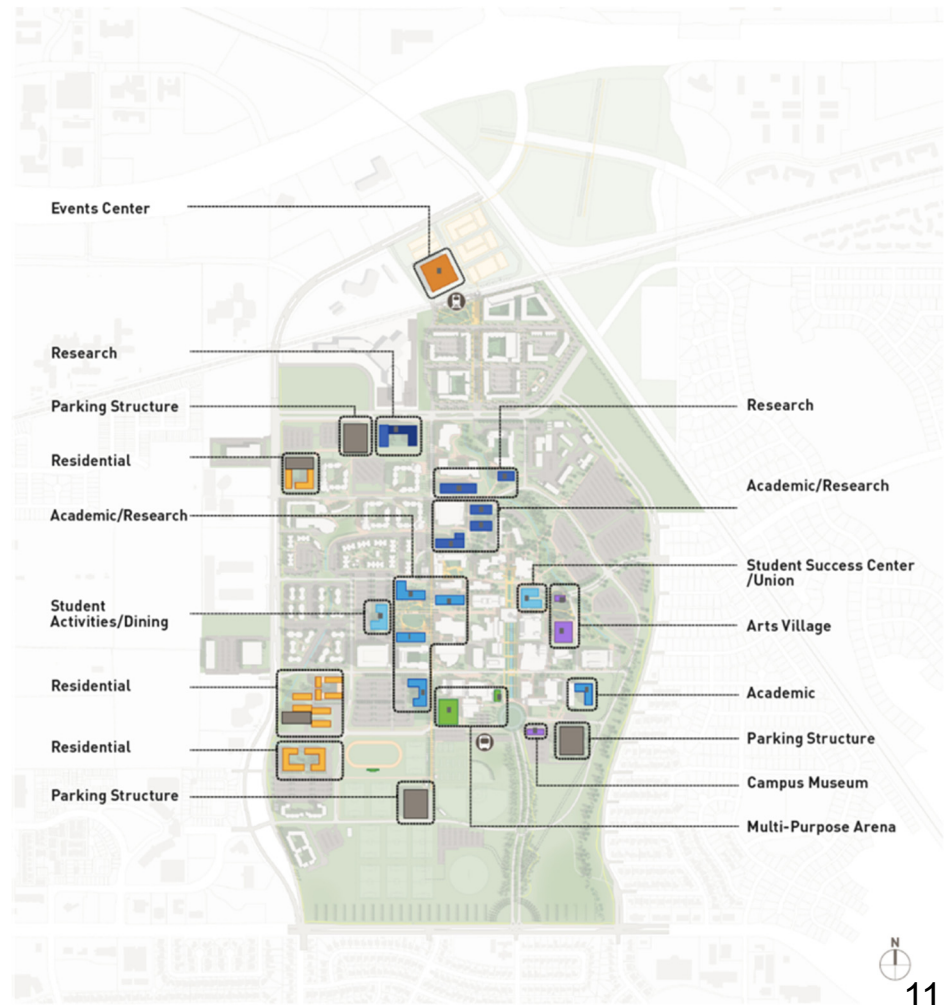 Events Center
Research
Parking Structure
Residential
Academic/Research
Student
Activities/Dining
Residential
Residential
Parking Structure
Research
Academic/Research
Student Success Center
/Union
Arts Village
Academic
Parking Structure
Campus Museum
Multi-Purpose Arena
N
11